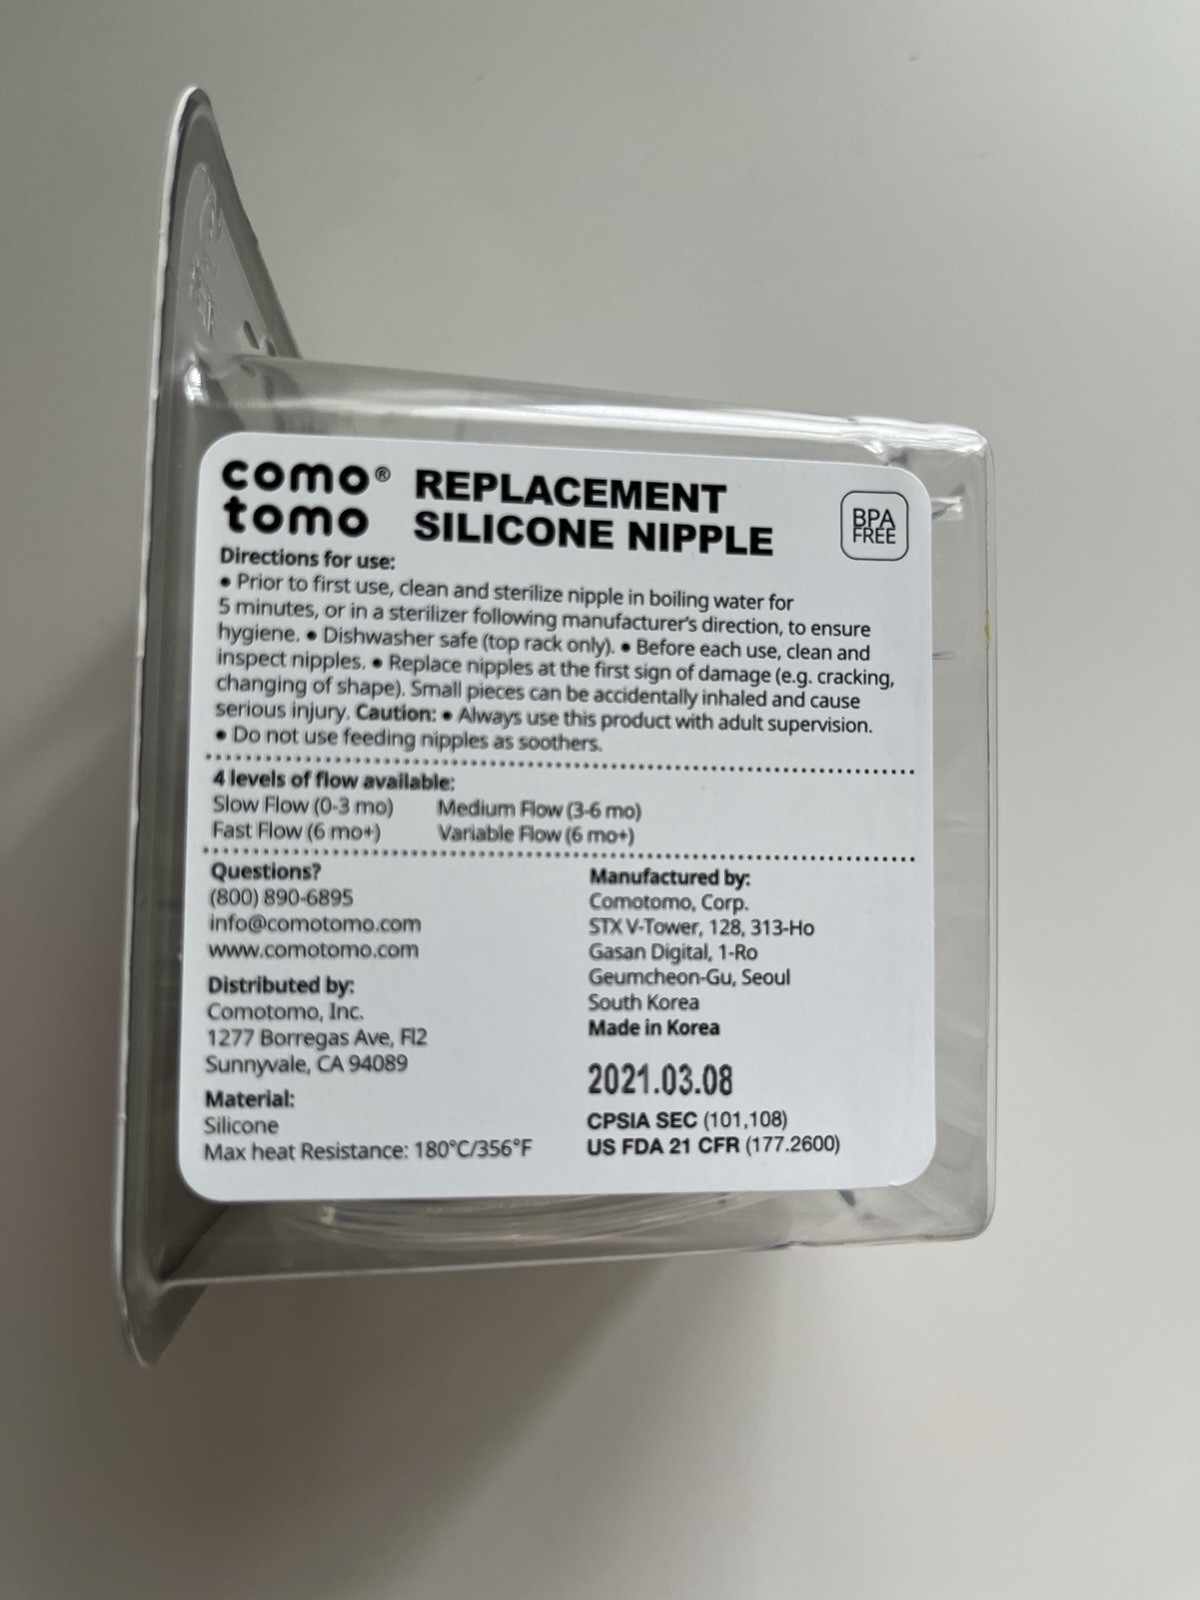 como®
tomo
REPLACEMENT
SILICONE NIPPLE
BPA
FREE
Directions for use:
• Prior to first use, clean and sterilize nipple in boiling water for
5 minutes, or in a sterilizer following manufacturer's direction, to ensure
hygiene. • Dishwasher safe (top rack only). • Before each use, clean and
inspect nipples. • Replace nipples at the first sign of damage (e.g. cracking,
changing of shape). Small pieces can be accidentally inhaled and cause
serious injury. Caution: • Always use this product with adult supervision.
• Do not use feeding nipples as soothers.
4 levels of flow available:
Slow Flow (0-3 mo) Medium Flow (3-6 mo)
Fast Flow (6 mo+) Variable Flow (6 mo+)
Questions?
(800) 890-6895
info@comotomo.com
www.comotomo.com
Distributed by:
Comotomo, Inc.
1277 Borregas Ave, Fl2
Sunnyvale, CA 94089
Material:
Silicone
Max heat Resistance: 180°C/356°F
Manufactured by:
Comotomo, Corp.
STX V-Tower, 128, 313-Ho
Gasan Digital, 1-Ro
Geumcheon-Gu, Seoul
South Korea
Made in Korea
2021.03.08
CPSIA SEC (101,108)
US FDA 21 CFR (177.2600)